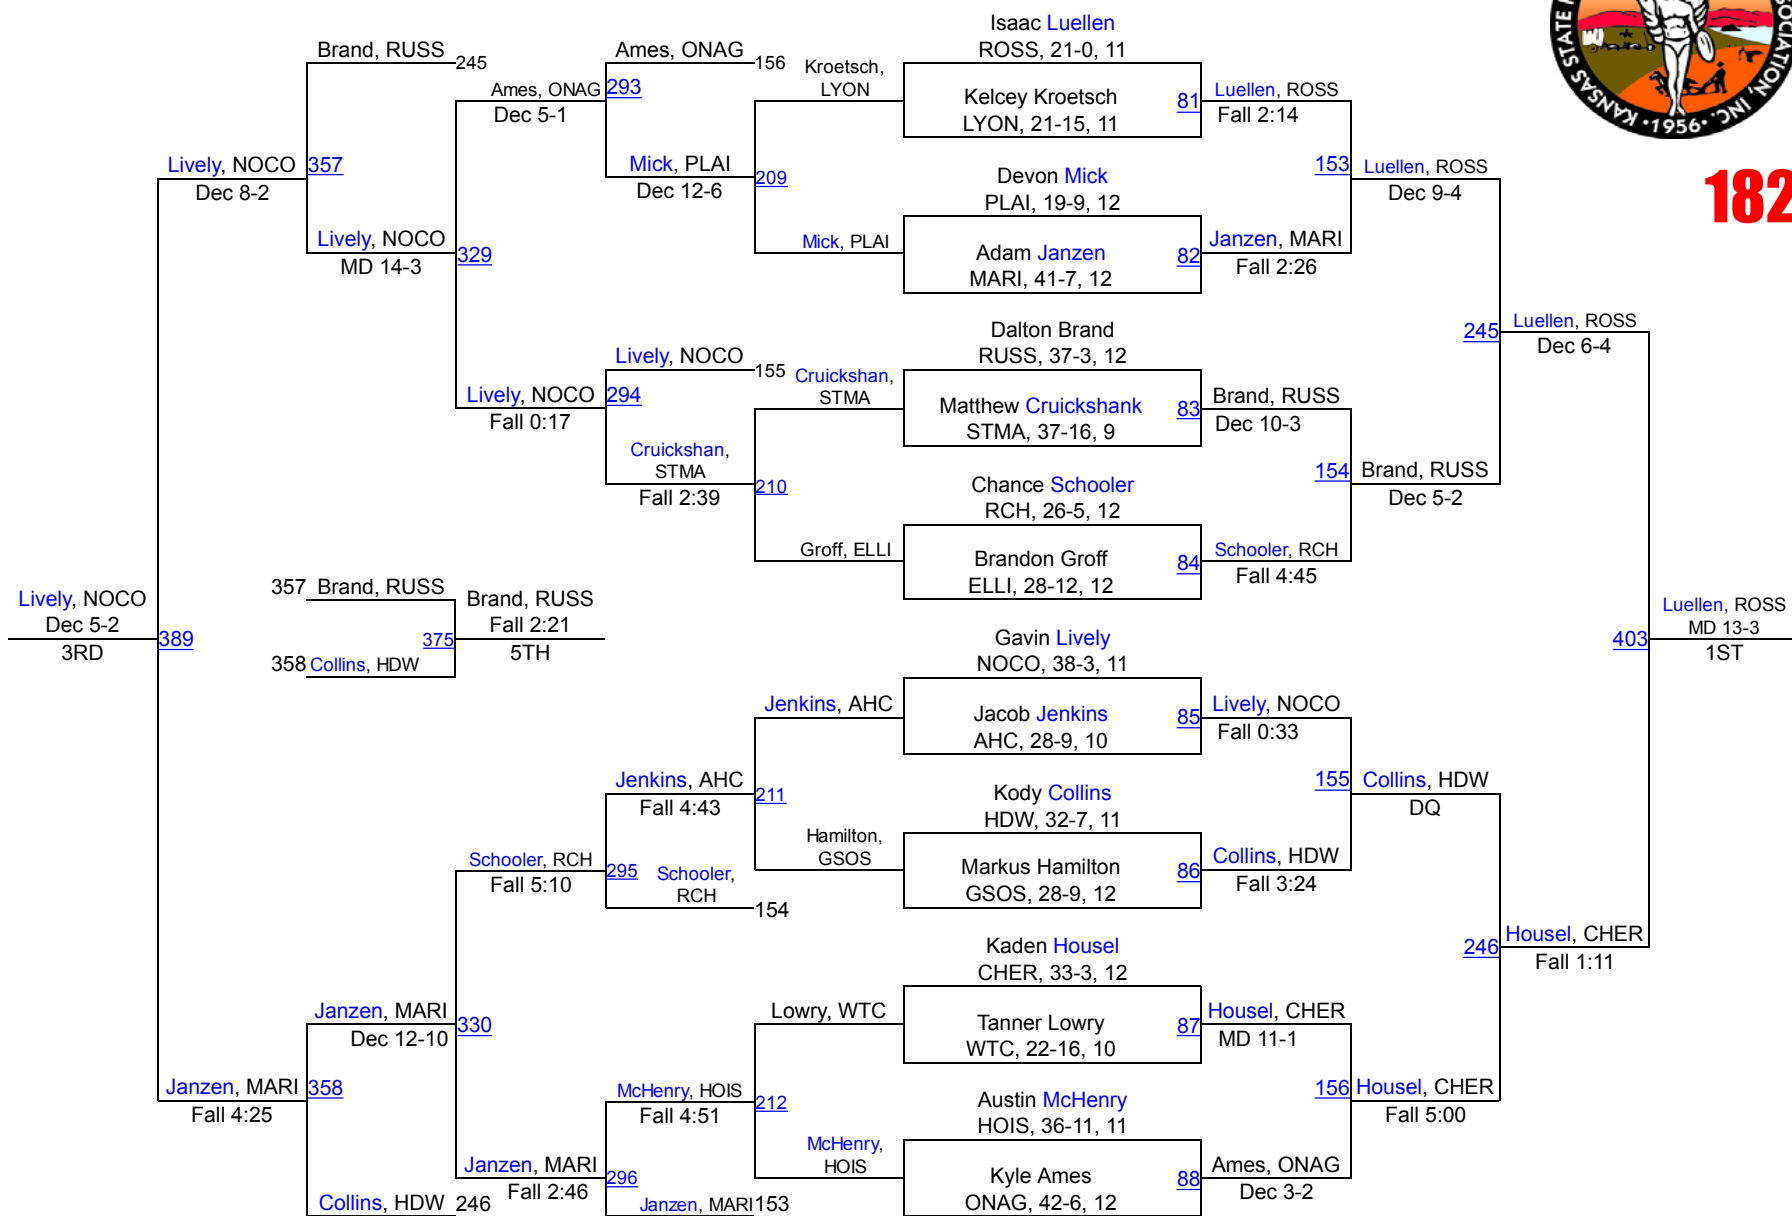 KANSAS STATE A
SOCIATION, INC.
•1956•
182
Brand, RUSS
245
Lively, NOCO
357
Dec 8-2
Lively, NOCO
329
MD 14-3
Ames, ONAG
293
Dec 5-1
Ames, ONAG
156
Mick, PLAI
209
Dec 12-6
Kroetsch,
LYON
Mick, PLAI
Isaac Luellen
ROSS, 21-0, 11
Kelcey Kroetsch
LYON, 21-15, 11
81
Luellen, ROSS
Fall 2:14
Devon Mick
PLAI, 19-9, 12
Adam Janzen
MARI, 41-7, 12
82
Janzen, MARI
Fall 2:26
153
Luellen, ROSS
Dec 9-4
Lively, NOCO
294
Fall 0:17
Lively, NOCO
155
Cruickshan,
STMA
210
Fall 2:39
Cruickshan,
STMA
Groff, ELLI
Dalton Brand
RUSS, 37-3, 12
Matthew Cruickshank
STMA, 37-16, 9
83
Brand, RUSS
Dec 10-3
Chance Schooler
RCH, 26-5, 12
Brandon Groff
ELLI, 28-12, 12
84
Schooler, RCH
Fall 4:45
154
Brand, RUSS
Dec 5-2
245
Luellen, ROSS
Dec 6-4
Lively, NOCO
Dec 5-2
3RD
389
357 Brand, RUSS
358 Collins, HDW
375
Brand, RUSS
Fall 2:21
5TH
403
Luellen, ROSS
MD 13-3
1ST
Gavin Lively
NOCO, 38-3, 11
Jacob Jenkins
AHC, 28-9, 10
85
Lively, NOCO
Fall 0:33
Jenkins, AHC
Jenkins, AHC
211
Fall 4:43
Hamilton,
GSOS
Kody Collins
HDW, 32-7, 11
Markus Hamilton
GSOS, 28-9, 12
86
Collins, HDW
Fall 3:24
155
Collins, HDW
DQ
Schooler, RCH
295
Fall 5:10
Schooler,
RCH
154
Kaden Housel
CHER, 33-3, 12
Tanner Lowry
WTC, 22-16, 10
87
Housel, CHER
MD 11-1
246
Housel, CHER
Fall 1:11
Janzen, MARI
330
Dec 12-10
Lowry, WTC
Janzen, MARI
358
Fall 4:25
McHenry, HOIS
212
Fall 4:51
McHenry,
HOIS
Austin McHenry
HOIS, 36-11, 11
Kyle Ames
ONAG, 42-6, 12
88
Ames, ONAG
Dec 3-2
156
Housel, CHER
Fall 5:00
Janzen, MARI
296
Fall 2:46
Collins, HDW 246
Janzen, MARI 153